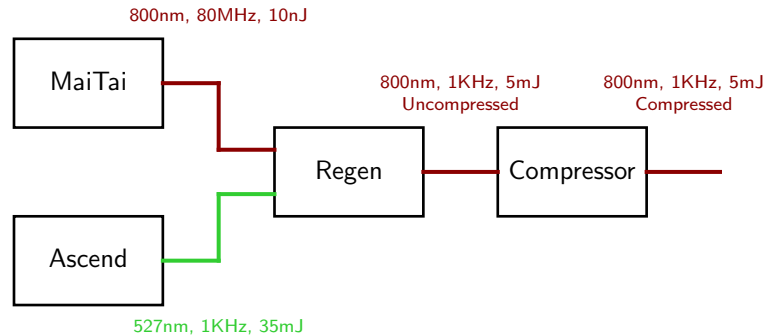 800nm, 80MHz, 10nJ
MaiTai
800nm, 1KHz, 5mJ
Uncompressed
800nm, 1KHz, 5mJ
Compressed
Regen
Compressor
Ascend
527nm, 1KHz, 35mJ